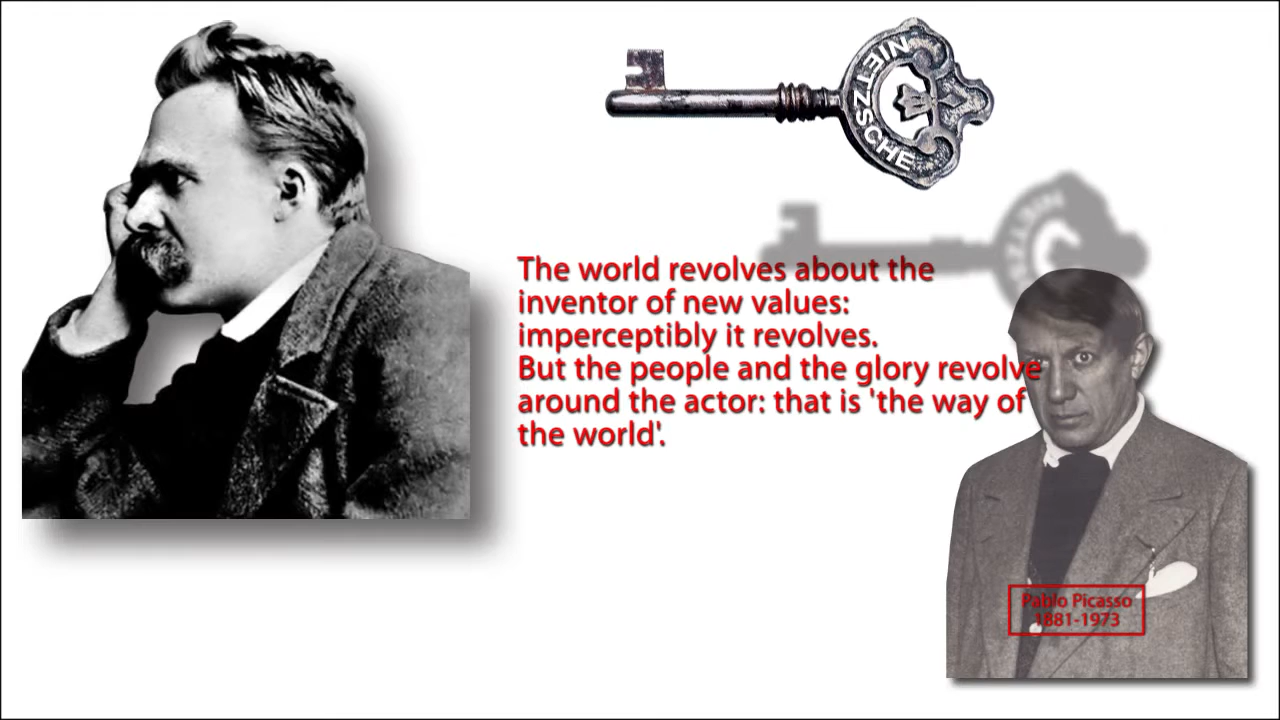 NIETZSCHE
The world revolves about the
inventor of new values:
imperceptibly it revolves.
But the people and the glory revolve
around the actor: that is 'the way of
the world'.
Pablo Picasso
1881-1973